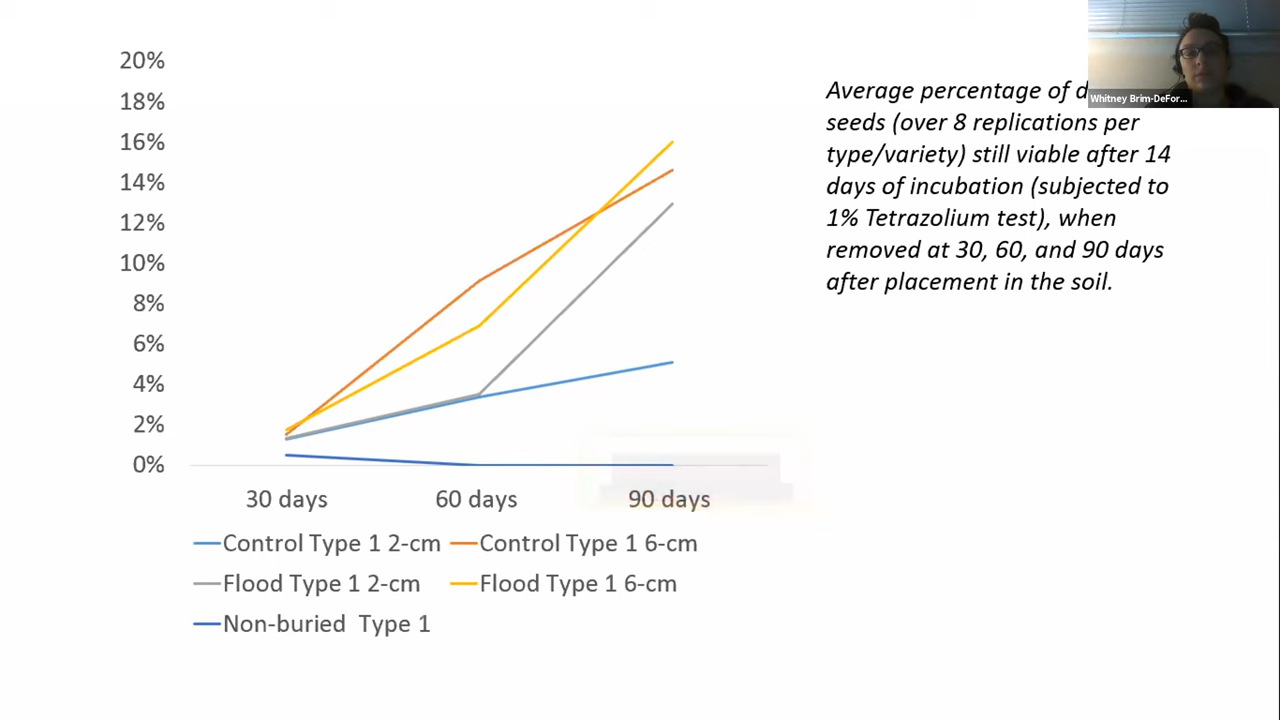 20%
18%
16%
14%
12%
10%
8%
6%
4%
2%
0%
30 days 60 days 90 days
Control Type 1 2-cm Control Type 1 6-cm
Flood Type 1 2-cm Flood Type 1 6-cm
Non-buried Type 1
Average percentage of
seeds (over 8 replications per
type/variety) still viable after 14
days of incubation (subjected to
1% Tetrazolium test), when
removed at 30, 60, and 90 days
after placement in the soil.
Whitney Brim-DeFor...